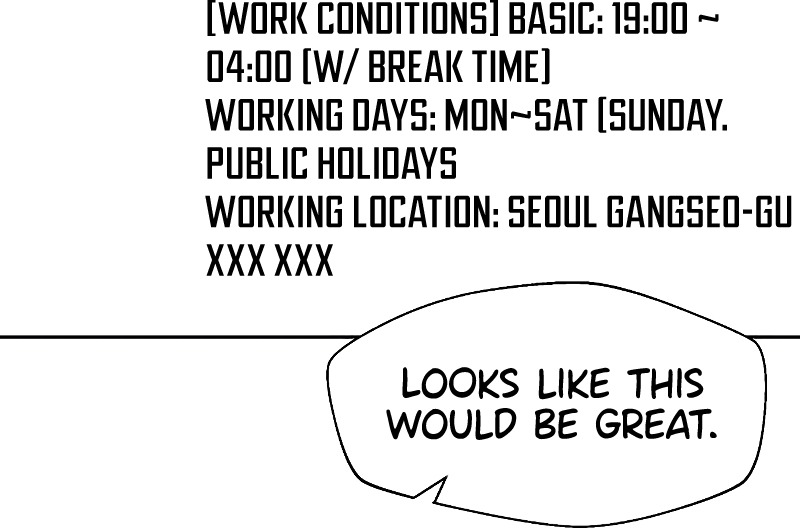 [WORK CONDITIONS] BASIC: 19:00 ~
04:00 [W/ BREAK TIME]
WORKING DAYS: MON~SAT [SUNDAY.
PUBLIC HOLIDAYS
WORKING LOCATION: SEOUL GANGSEO-GU
XXX XXX
LOOKS LIKE THIS
WOULD BE GREAT.